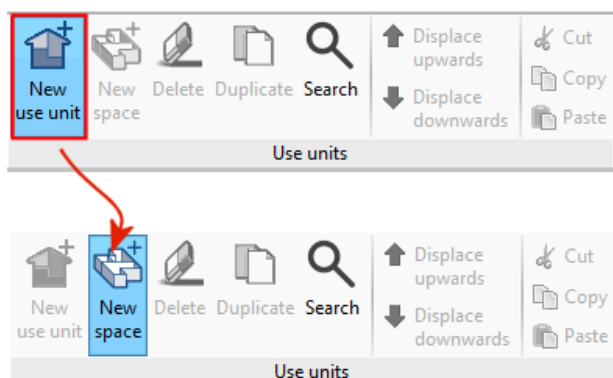 New
use unit
New
space
Delete
Duplicate
Search
Displace
upwards
Displace
downwards
Cut
Copy
Paste
Use units
New
use unit
New
space
Delete
Duplicate
Search
Displace
upwards
Displace
downwards
Cut
Copy
Paste
Use units